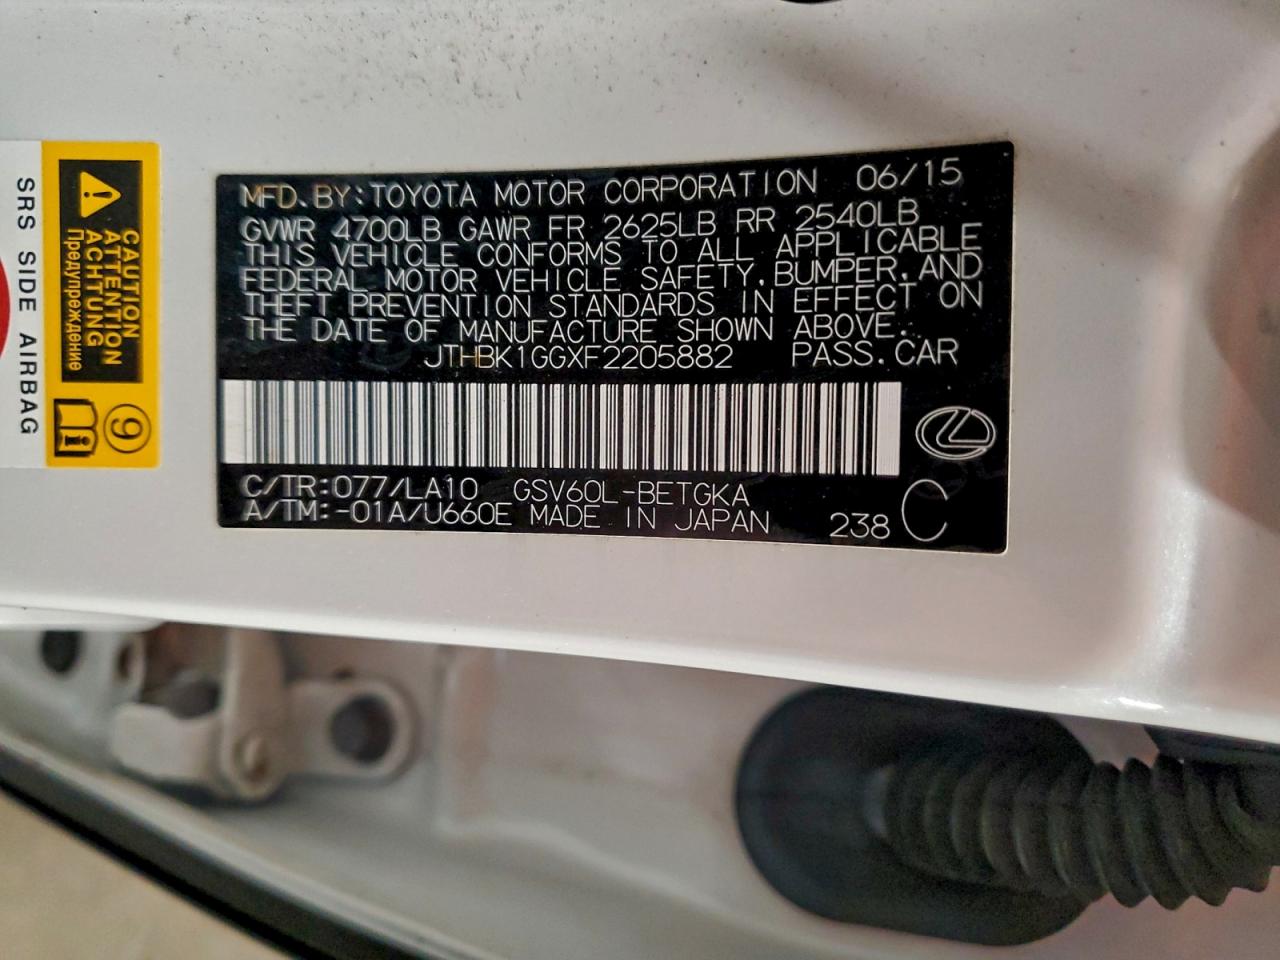 MFD. BY: TOYOTA MOTOR CORPORATION 06/15
GVWR 4700LB GAWR FR 2625LB RR 2540LB
THIS VEHICLE CONFORMS TO ALL APPLICABLE
FEDERAL MOTOR VEHICLE SAFETY, BUMPER, AND
THEFT PREVENTION STANDARDS IN EFFECT ON
THE DATE OF MANUFACTURE SHOWN ABOVE.
JTHBK1GGXF2205882 PASS. CAR
C/TR:077/LA10 GSV60L-BETGKA
A/TM:-01A/U660E MADE IN JAPAN 238 C
CAUTION
ATTENTION
ACHTUNG
Предупреждение
9
SRS SIDE AIRBAG